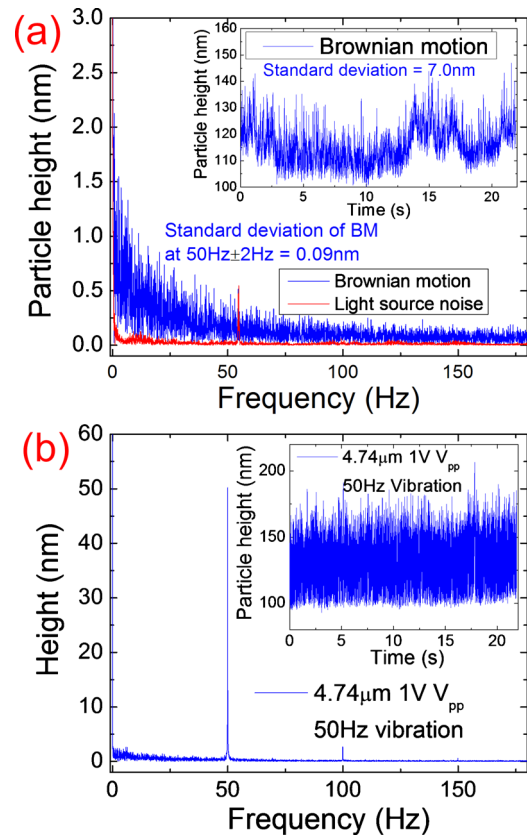 (a)
3.0
2.5
2.0
1.5
1.0
0.5
0.0
Particle height (nm)
0 50 100 150
Frequency (Hz)
160
150
140
130
120
110
100
Particle height (nm)
0 5 10 15 20
Time (s)
Brownian motion
Standard deviation = 7.0nm
Standard deviation of BM
at 50Hz±2Hz = 0.09nm
Brownian motion
Light source noise
(b)
60
50
40
30
20
10
0
Height (nm)
0 50 100 150
Frequency (Hz)
200
150
100
Particle height (nm)
0 5 10 15 20
Time (s)
4.74μm 1V Vpp
50Hz Vibration
4.74μm 1V Vpp
50Hz vibration